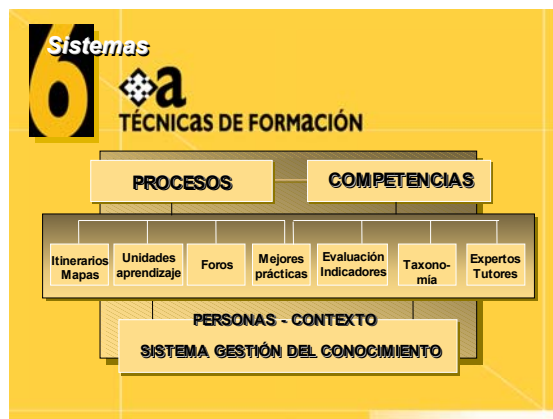 6
Sistemas
a
TÉCNICas DE FORMaCIÓN
PROCESOS
COMPETENCIAS
Itinerarios
Mapas
Unidades
aprendizaje
Foros
Mejores
prácticas
Evaluación
Indicadores
Taxono-
mía
Expertos
Tutores
PERSONAS - CONTEXTO
SISTEMA GESTIÓN DEL CONOCIMIENTO